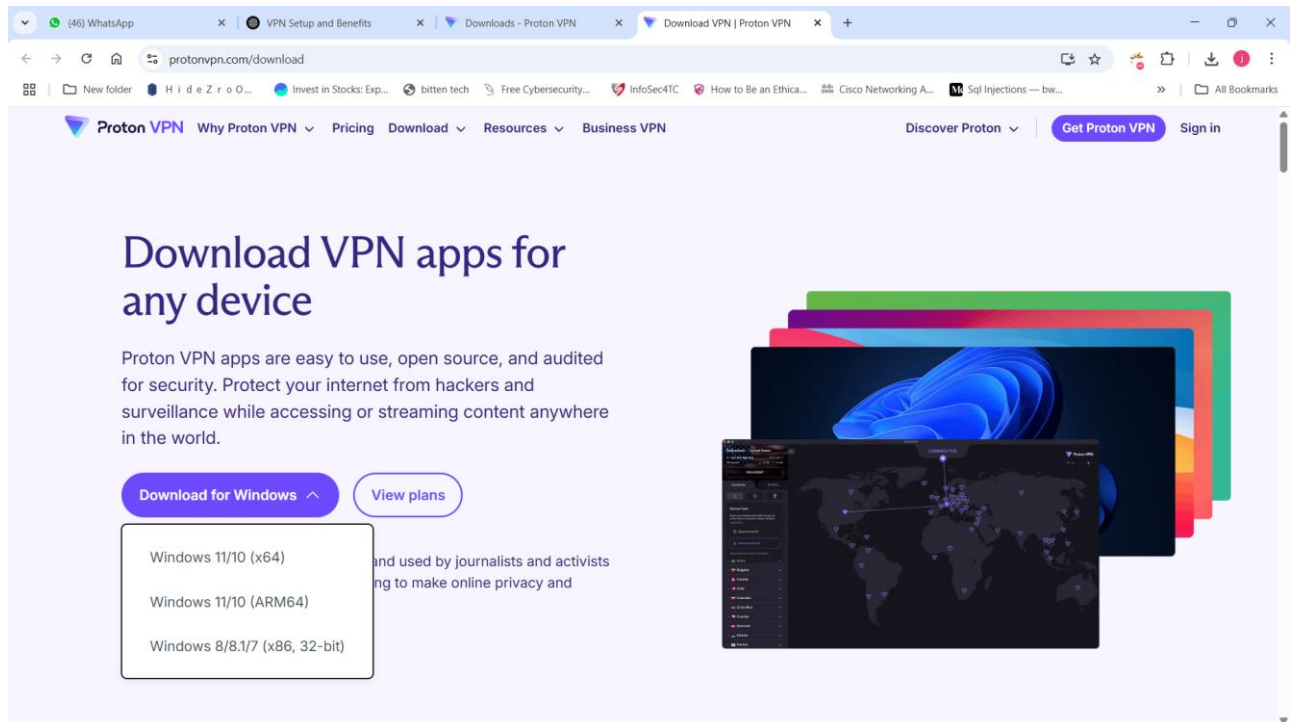 (46) WhatsApp
VPN Setup and Benefits
Downloads - Proton VPN
Download VPN | Proton VPN
protonvpn.com/download
New folder
H i d e Z r o O...
Invest in Stocks: Exp...
bitten tech
Free Cybersecurity...
InfoSec4TC
How to Be an Ethica...
Cisco Networking A...
Sql Injections — bw...
All Bookmarks
Proton VPN
Why Proton VPN
Pricing
Download
Resources
Business VPN
Discover Proton
Get Proton VPN
Sign in
Download VPN apps for
any device
Proton VPN apps are easy to use, open source, and audited
for security. Protect your internet from hackers and
surveillance while accessing or streaming content anywhere
in the world.
Download for Windows
View plans
Windows 11/10 (x64)
Windows 11/10 (ARM64)
Windows 8/8.1/7 (x86, 32-bit)
and used by journalists and activists
ng to make online privacy and
CONNECTED
Proton VPN